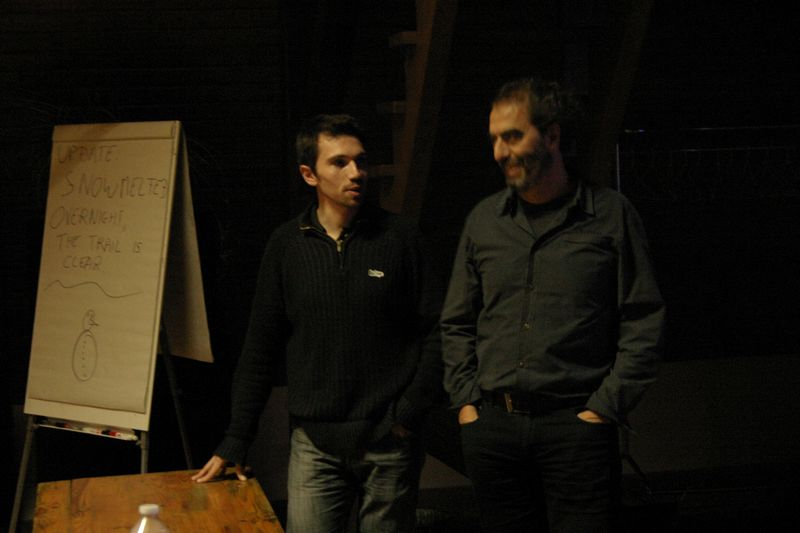 UPDATE:
SNOW MELTED
OVERNIGHT,
THE TRAIL IS
CLEAR